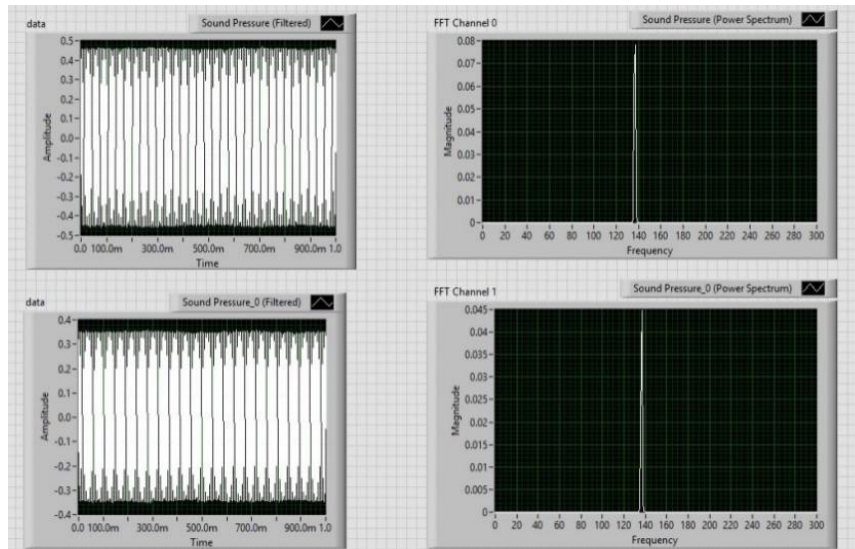 data
Sound Pressure (Filtered)
0.5
0.4
0.3
0.2
0.1
0.0
-0.1
-0.2
-0.3
-0.4
-0.5
Amplitude
0.0 100.0m 300.0m 500.0m 700.0m 900.0m 1.0
Time
FFT Channel 0
Sound Pressure (Power Spectrum)
0.08
0.07
0.06
0.05
0.04
0.03
0.02
0.01
0
Magnitude
0 20 40 60 80 100 120 140 160 180 200 220 240 260 280 300
Frequency
data
Sound Pressure_0 (Filtered)
0.4
0.3
0.2
0.1
0.0
-0.1
-0.2
-0.3
-0.4
Amplitude
0.0 100.0m 300.0m 500.0m 700.0m 900.0m 1.0
Time
FFT Channel 1
Sound Pressure_0 (Power Spectrum)
0.045
0.04
0.035
0.03
0.025
0.02
0.015
0.01
0.005
0
Magnitude
0 20 40 60 80 100 120 140 160 180 200 220 240 260 280 300
Frequency